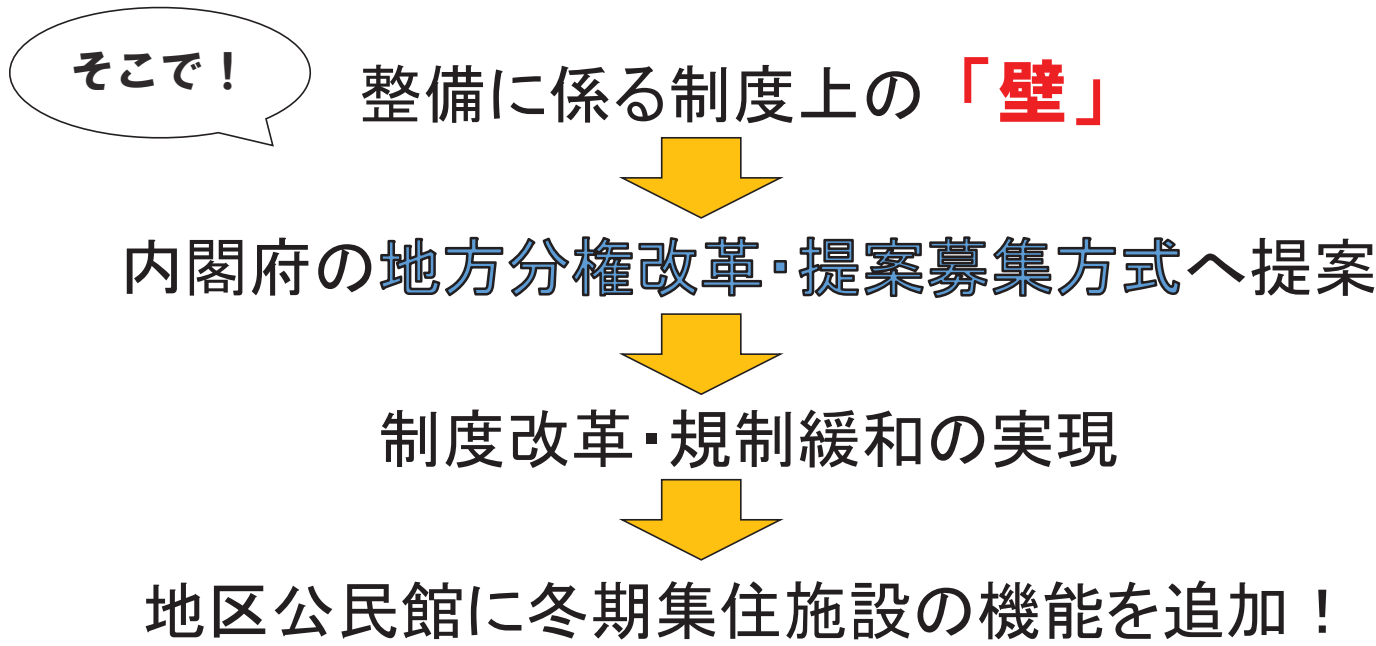 そこで！
整備に係る制度上の「壁」
内閣府の地方分権改革・提案募集方式へ提案
制度改革・規制緩和の実現
地区公民館に冬期集住施設の機能を追加！